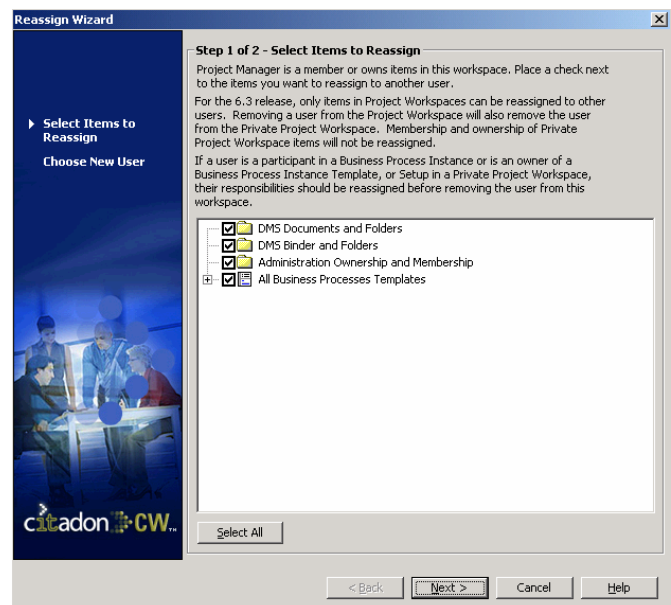 Reassign Wizard
Select Items to
Reassign
Choose New User
citadon CW™
Step 1 of 2 - Select Items to Reassign
Project Manager is a member or owns items in this workspace. Place a check next
to the items you want to reassign to another user.
For the 6.3 release, only items in Project Workspaces can be reassigned to other
users. Removing a user from the Project Workspace will also remove the user
from the Private Project Workspace. Membership and ownership of Private
Project Workspace items will not be reassigned.
If a user is a participant in a Business Process Instance or is an owner of a
Business Process Instance Template, or Setup in a Private Project Workspace,
their responsibilities should be reassigned before removing the user from this
workspace.
DMS Documents and Folders
DMS Binder and Folders
Administration Ownership and Membership
All Business Processes Templates
Select All
< Back Next > Cancel Help